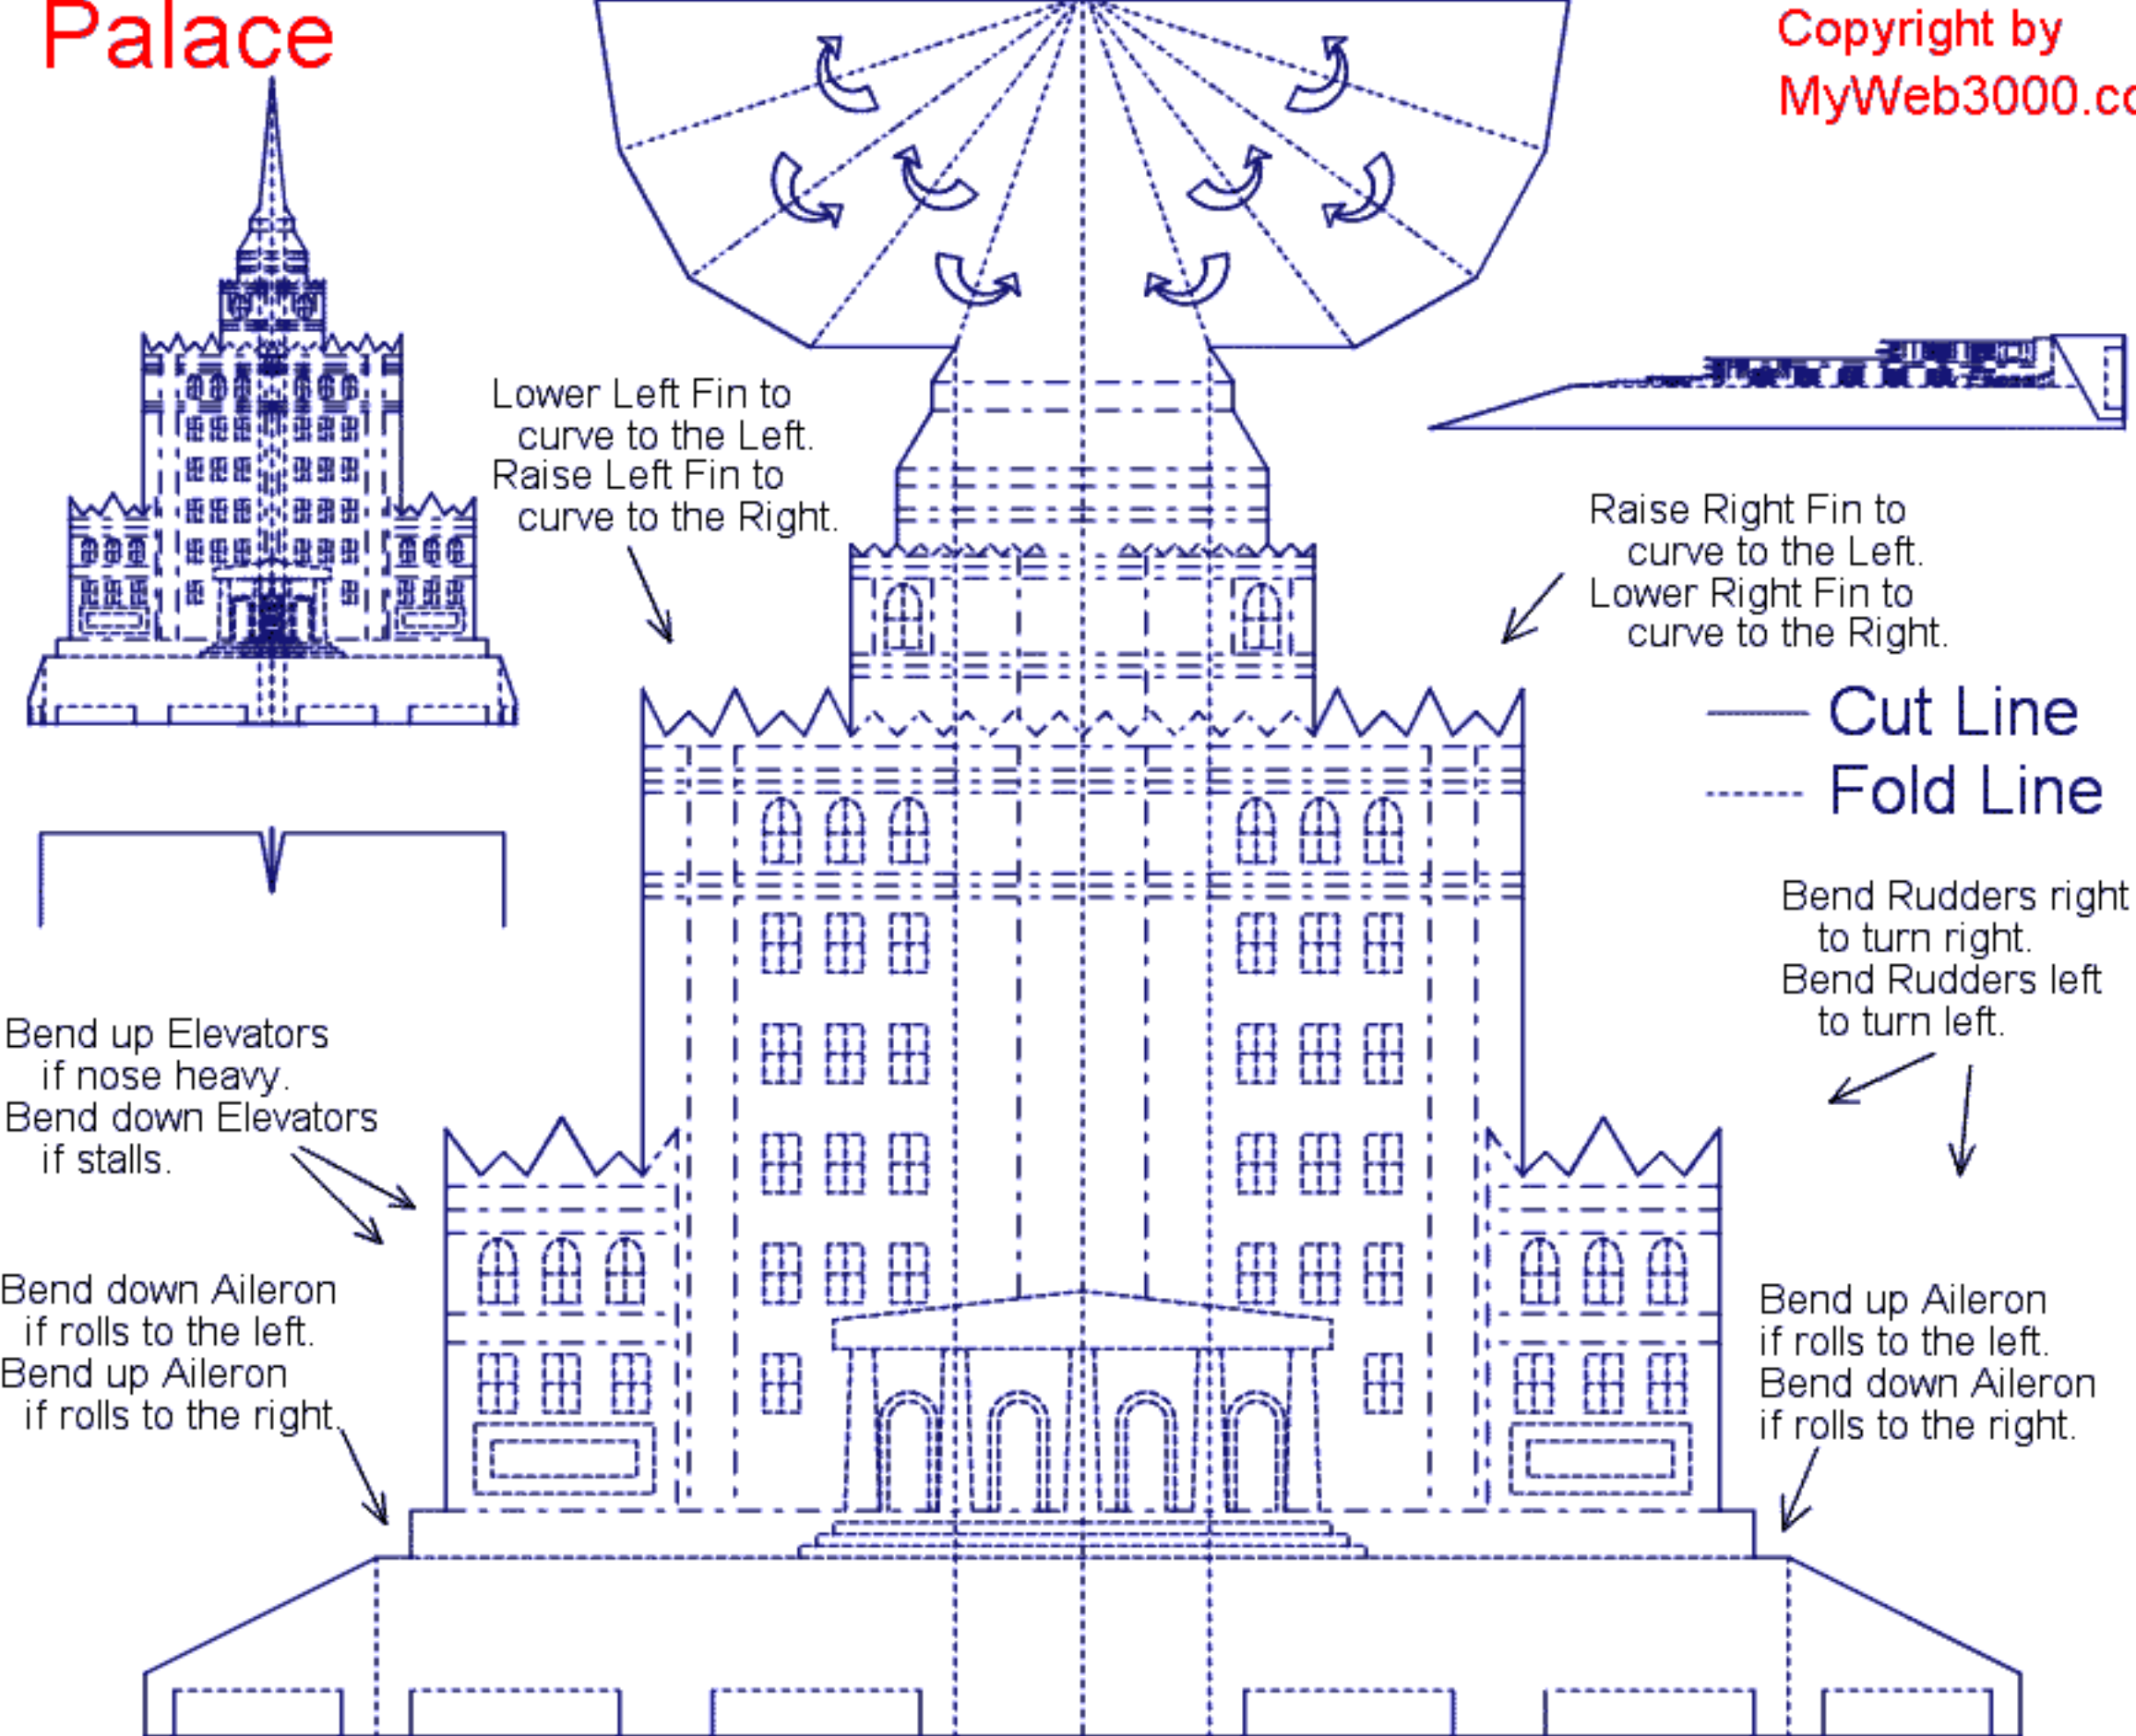 Palace
Copyright by
MyWeb3000.co
Lower Left Fin to
curve to the Left.
Raise Left Fin to
curve to the Right.
Raise Right Fin to
curve to the Left.
Lower Right Fin to
curve to the Right.
Cut Line
Fold Line
Bend Rudders right
to turn right.
Bend Rudders left
to turn left.
Bend up Elevators
if nose heavy.
Bend down Elevators
if stalls.
Bend down Aileron
if rolls to the left.
Bend up Aileron
if rolls to the right.
Bend up Aileron
if rolls to the left.
Bend down Aileron
if rolls to the right.